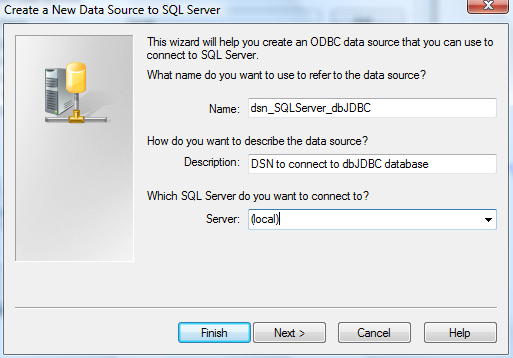 Create a New Data Source to SQL Server
This wizard will help you create an ODBC data source that you can use to
connect to SQL Server.
What name do you want to use to refer to the data source?
Name: dsn_SQLServer_dbJDBC
How do you want to describe the data source?
Description: DSN to connect to dbJDBC database
Which SQL Server do you want to connect to?
Server: (local)
Finish Next > Cancel Help